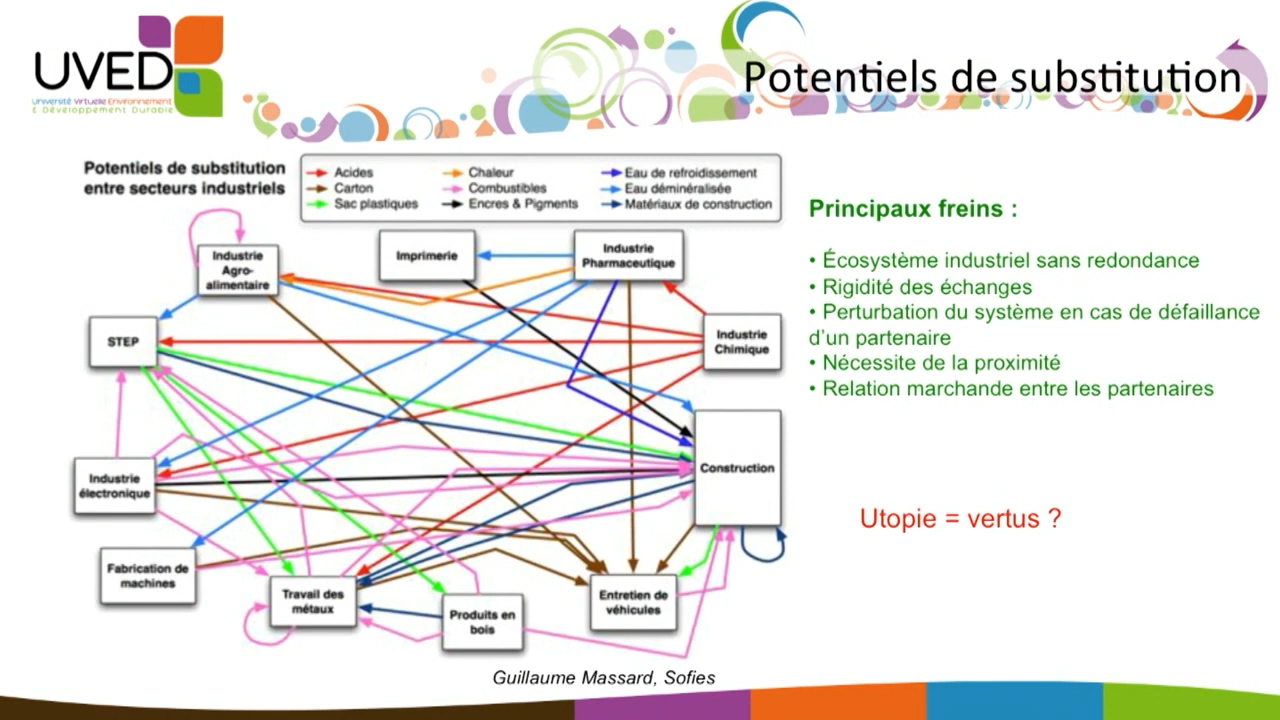 UVED
Université Virtuelle Environnement
& Développement Durable
Potentiels de substitution
Potentiels de substitution
entre secteurs industriels
Acides
Carton
Sac plastiques
Chaleur
Combustibles
Encres & Pigments
Eau de refroidissement
Eau déminéralisée
Matériaux de construction
Industrie
Agro-
alimentaire
Imprimerie
Industrie
Pharmaceutique
STEP
Industrie
Chimique
Construction
Industrie
électronique
Fabrication de
machines
Travail des
métaux
Produits en
bois
Entretien de
véhicules
Principaux freins :
• Écosystème industriel sans redondance
• Rigidité des échanges
• Perturbation du système en cas de défaillance
d’un partenaire
• Nécessite de la proximité
• Relation marchande entre les partenaires
Utopie = vertus ?
Guillaume Massard, Sofies